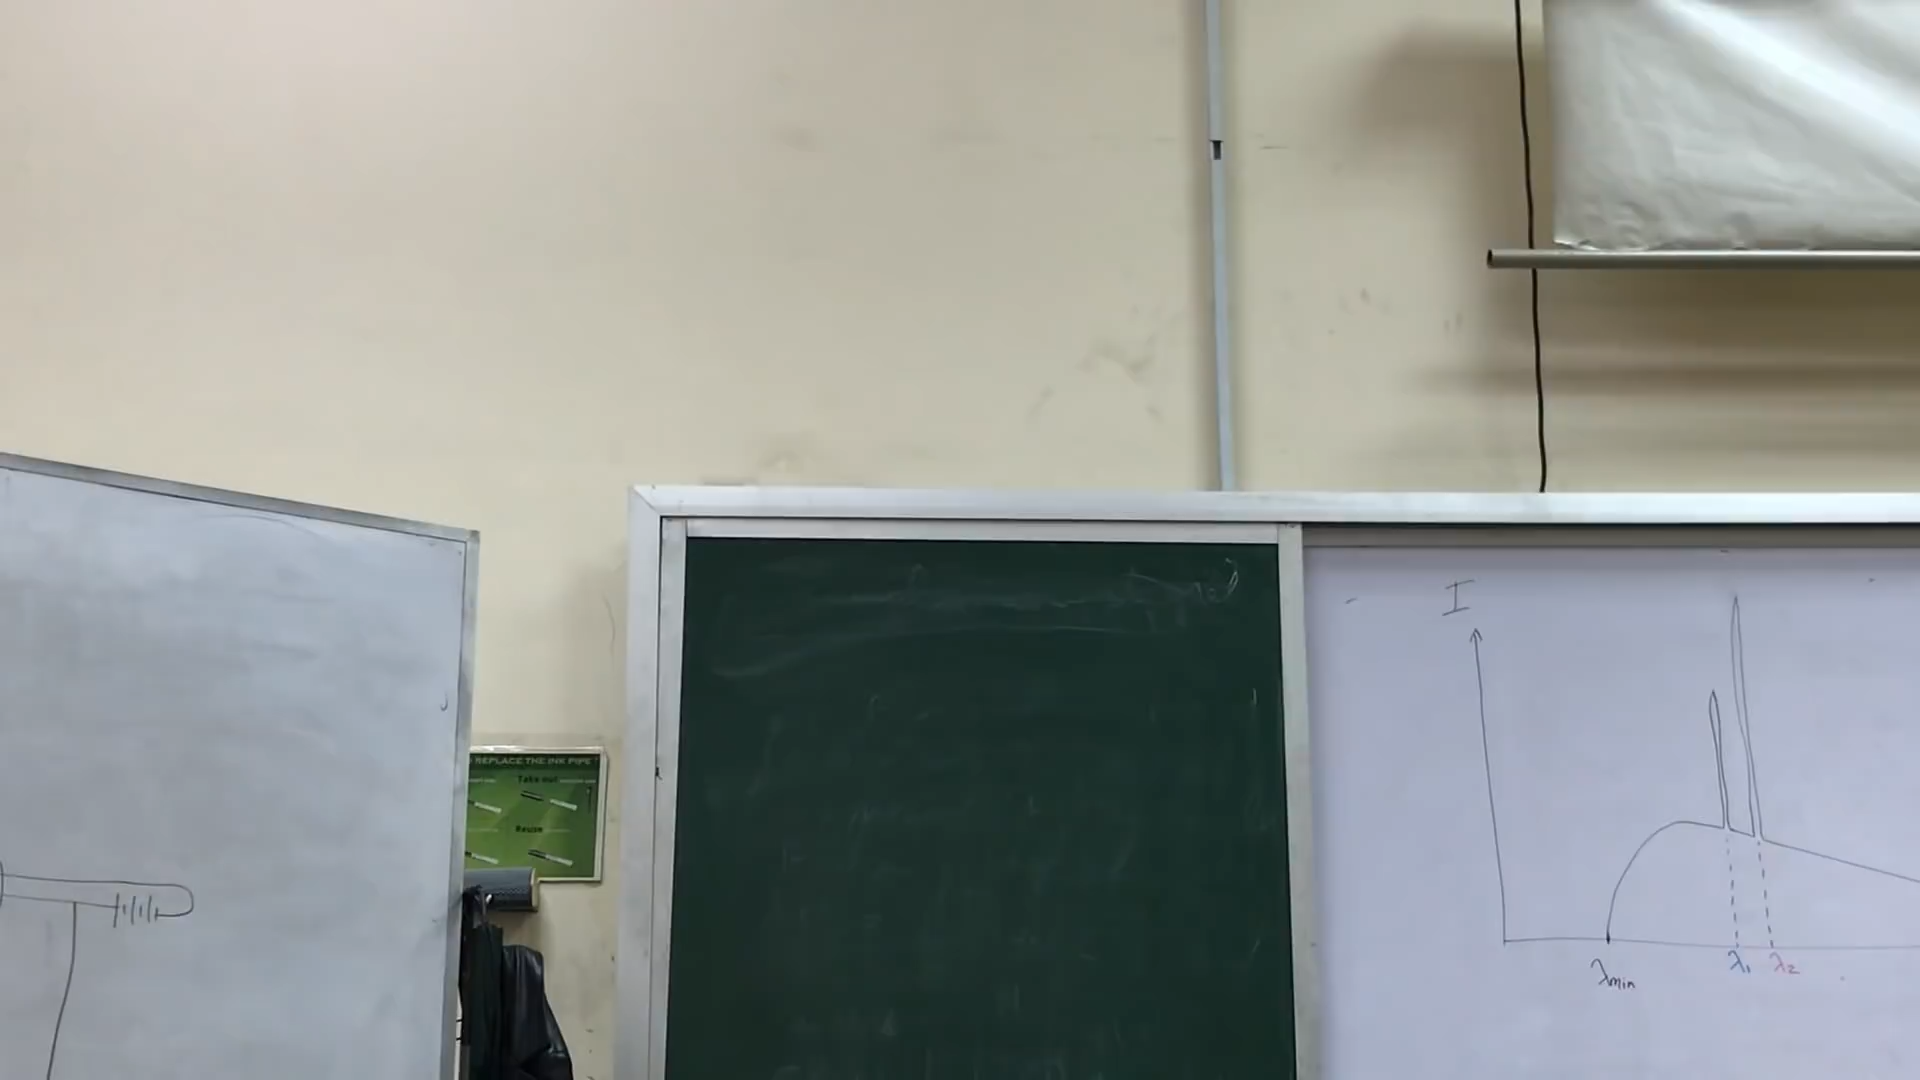 REPLACE THE INK PIPE
Take out
Reuse
I
λmin
λ₁
λ₂